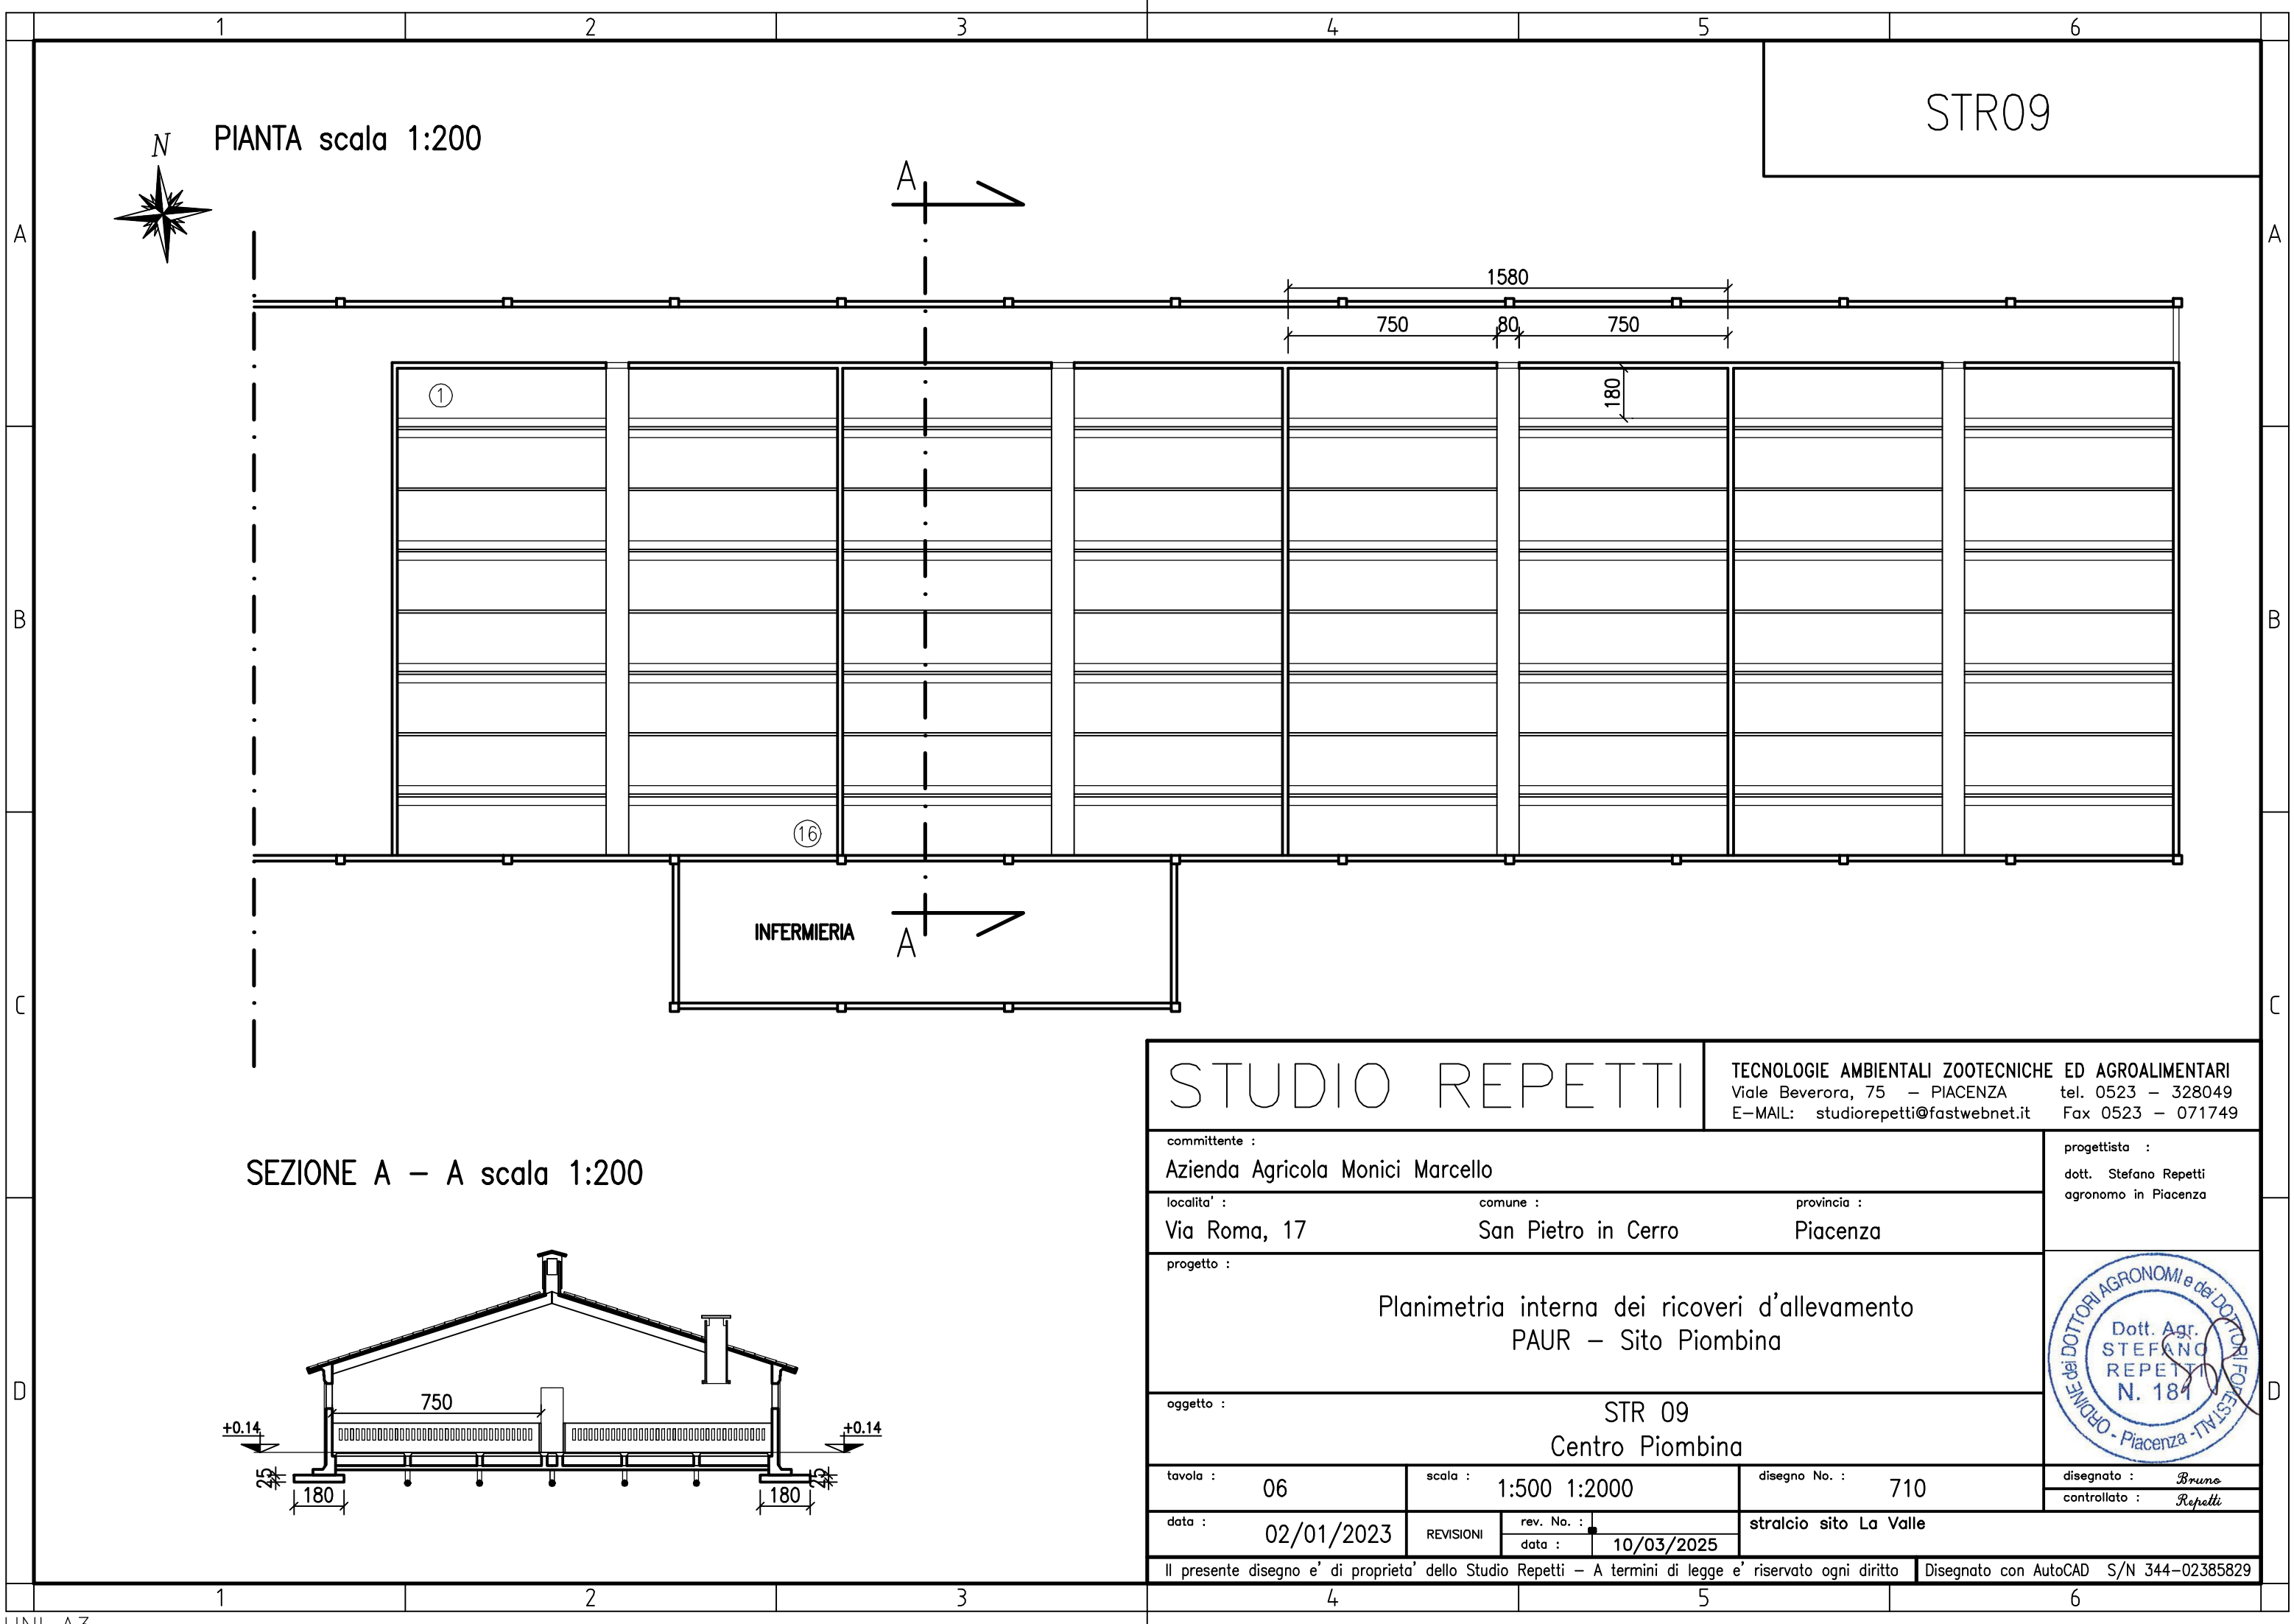 1 2 3 4 5 6
STR09
PIANTA scala 1:200
N
A
A
A
1580
750 80 750
180
1
B
B
16
INFERMIERIA
A
C
C
STUDIO REPETTI
TECNOLOGIE AMBIENTALI ZOOTECNICHE ED AGROALIMENTARI
Viale Beverora, 75 – PIACENZA tel. 0523 – 328049
E–MAIL: studiorepetti@fastwebnet.it Fax 0523 – 071749
committente :
Azienda Agricola Monici Marcello
progettista :
dott. Stefano Repetti
agronomo in Piacenza
localita' : comune : provincia :
Via Roma, 17 San Pietro in Cerro Piacenza
progetto :
Planimetria interna dei ricoveri d'allevamento
PAUR – Sito Piombina
ORDINE dei DOTTORI AGRONOMI e dei DOTTORI FORESTALI - Piacenza -
Dott. Agr.
STEFANO
REPETTI
N. 181
oggetto :
STR 09
Centro Piombina
tavola : 06
scala : 1:500 1:2000
disegno No. : 710
disegnato : Bruno
controllato : Repetti
data : 02/01/2023
REVISIONI
rev. No. :
data : 10/03/2025
stralcio sito La Valle
Il presente disegno e' di proprieta' dello Studio Repetti – A termini di legge e' riservato ogni diritto
Disegnato con AutoCAD S/N 344–02385829
SEZIONE A – A scala 1:200
750
+0.14 +0.14
25 25
180 180
D
D
1 2 3 4 5 6